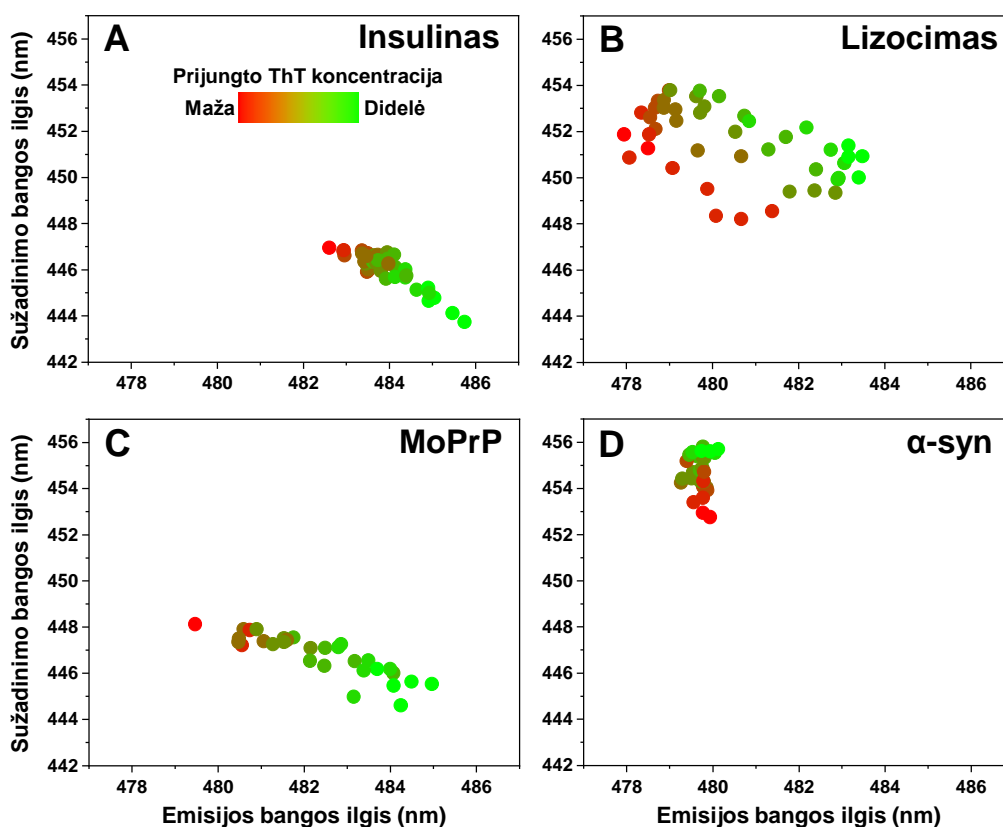 A Insulinas
Prijungto ThT koncentracija
Maža Didelė
Sužadinimo bangos ilgis (nm)
456
454
452
450
448
446
444
442
478 480 482 484 486
B Lizocimas
456
454
452
450
448
446
444
442
478 480 482 484 486
C MoPrP
Sužadinimo bangos ilgis (nm)
456
454
452
450
448
446
444
442
478 480 482 484 486
Emisijos bangos ilgis (nm)
D α-syn
456
454
452
450
448
446
444
442
478 480 482 484 486
Emisijos bangos ilgis (nm)